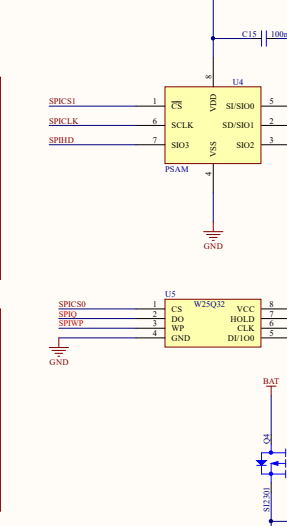 C15 100n
8
U4
SPICS1 1 CS VDD SI/SIO0 5
SPICLK 6 SCLK SD/SIO1 2
SPIHD 7 SIO3 VSS SIO2 3
PSAM
4
GND
U5
SPICS0 1 CS W25Q32 VCC 8
SPIQ 2 DO HOLD 7
SPIWP 3 WP CLK 6
4 GND DI/1O0 5
GND
BAT
Q4
SI2301